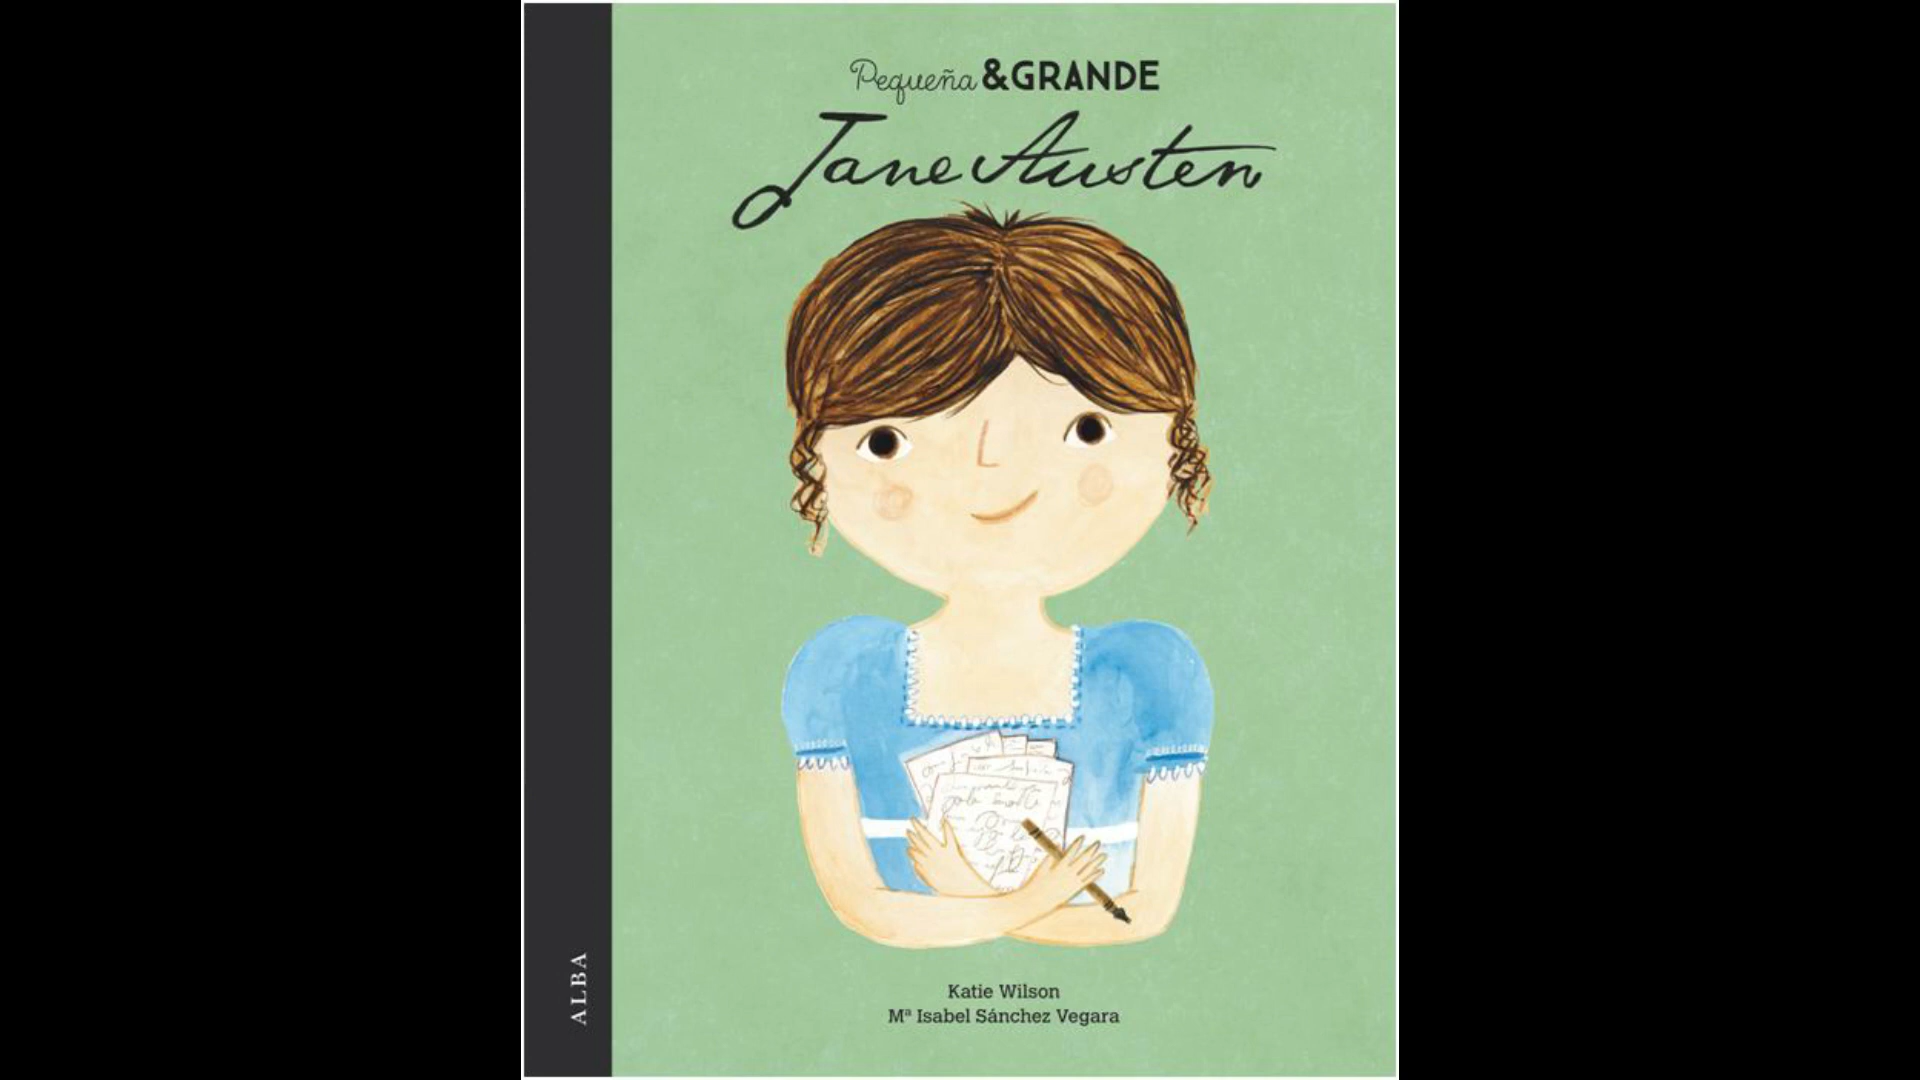 Pequeña &GRANDE
Jane Austen
Katie Wilson
Mª Isabel Sánchez Vegara
ALBA